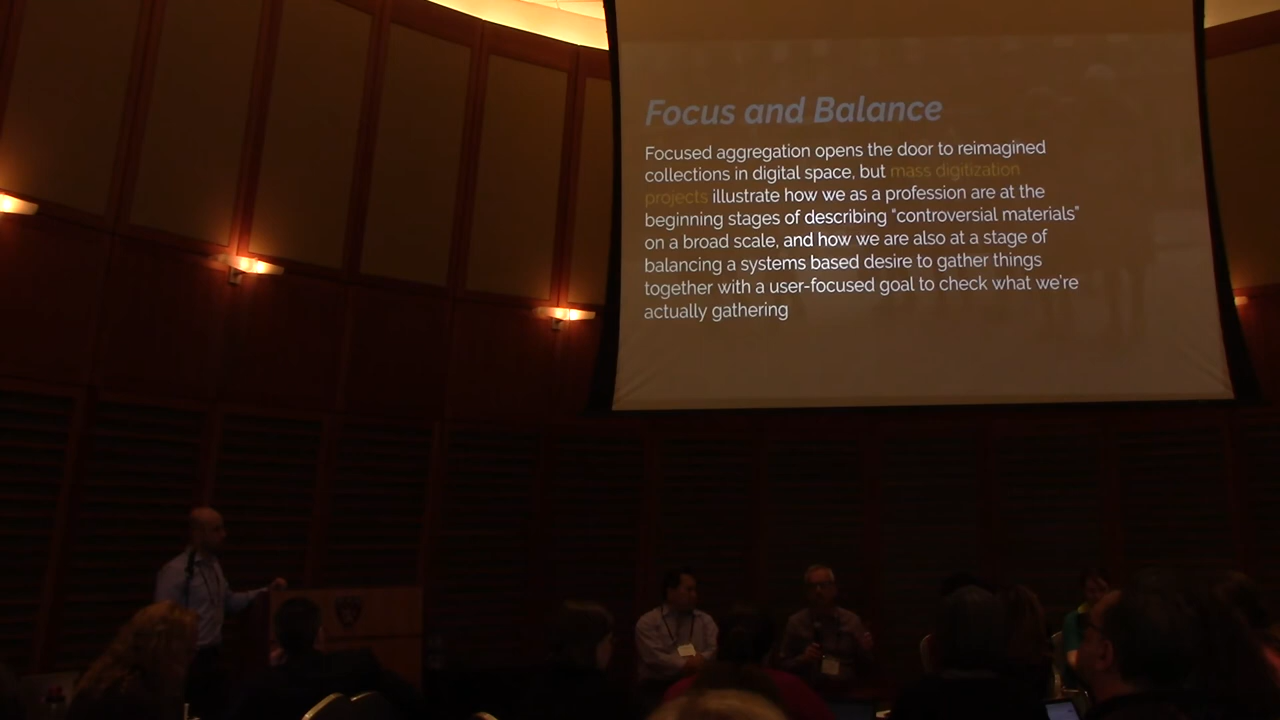 Focus and Balance
Focused aggregation opens the door to reimagined
collections in digital space, but mass digitization
projects illustrate how we as a profession are at the
beginning stages of describing “controversial materials”
on a broad scale, and how we are also at a stage of
balancing a systems based desire to gather things
together with a user-focused goal to check what we’re
actually gathering